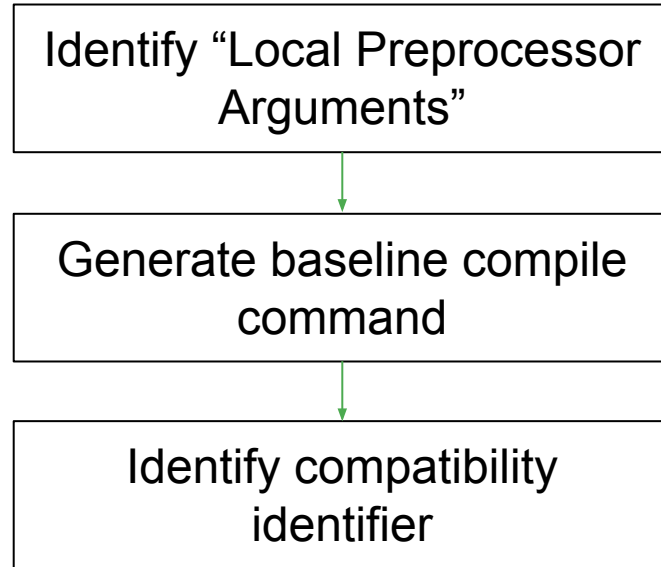 Identify “Local Preprocessor
Arguments”
Generate baseline compile
command
Identify compatibility
identifier